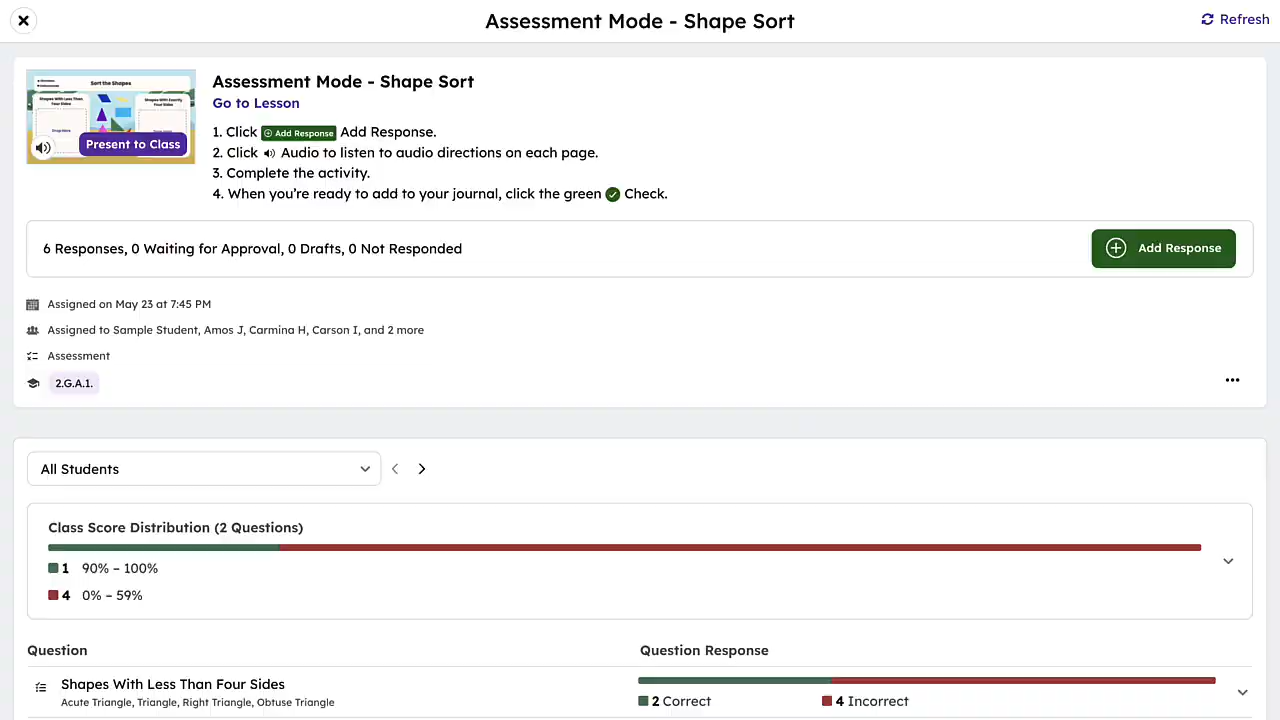 Assessment Mode - Shape Sort
Refresh
Sort the Shapes
Shapes With Less Than Four Sides
Shapes With Exactly Four Sides
Drop Here
Present to Class
Assessment Mode - Shape Sort
Go to Lesson
1. Click Add Response Add Response.
2. Click Audio to listen to audio directions on each page.
3. Complete the activity.
4. When you’re ready to add to your journal, click the green Check.
6 Responses, 0 Waiting for Approval, 0 Drafts, 0 Not Responded
Add Response
Assigned on May 23 at 7:45 PM
Assigned to Sample Student, Amos J, Carmina H, Carson I, and 2 more
Assessment
2.G.A.1.
All Students
Class Score Distribution (2 Questions)
1 90% – 100%
4 0% – 59%
Question
Question Response
Shapes With Less Than Four Sides
Acute Triangle, Triangle, Right Triangle, Obtuse Triangle
2 Correct
4 Incorrect